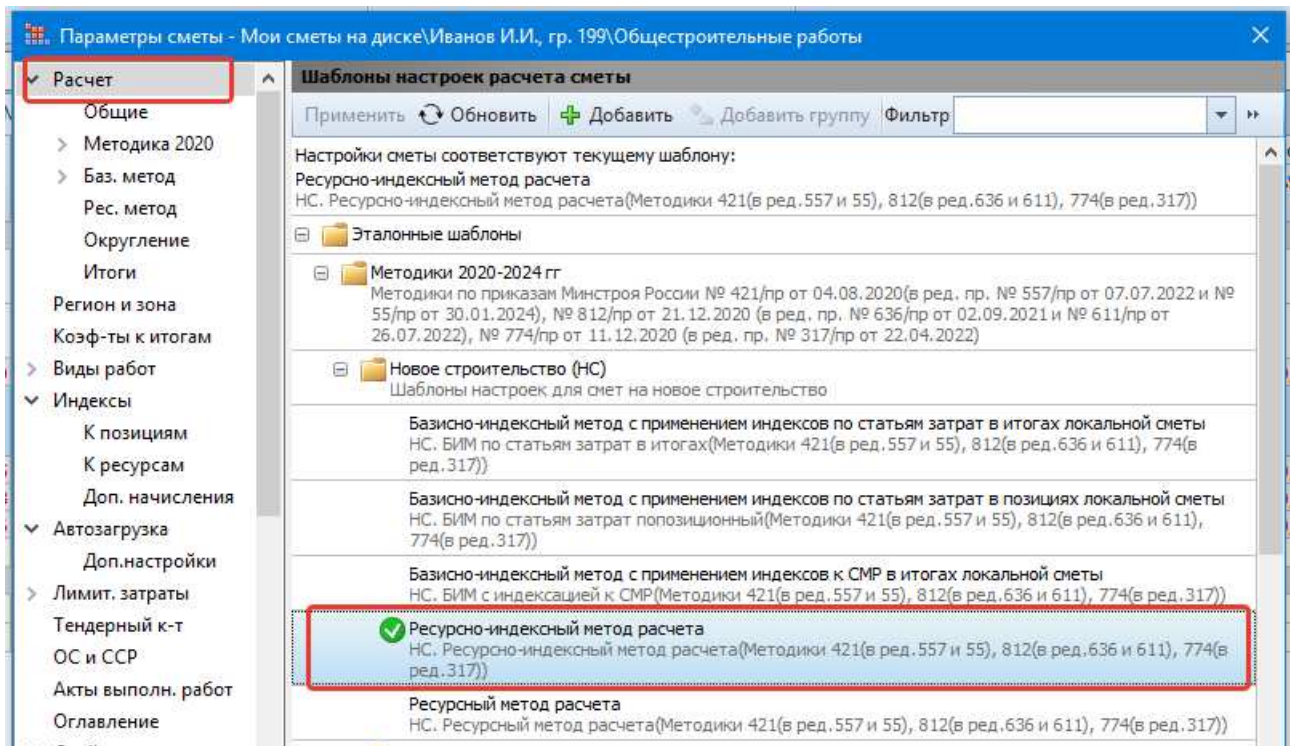 Параметры сметы - Мои сметы на диске\Иванов И.И., гр. 199\Общестроительные работы
Расчет
Общие
Методика 2020
Баз. метод
Рес. метод
Округление
Итоги
Регион и зона
Коэф-ты к итогам
Виды работ
Индексы
К позициям
К ресурсам
Доп. начисления
Автозагрузка
Доп.настройки
Лимит. затраты
Тендерный к-т
ОС и ССР
Акты выполн. работ
Оглавление
Шаблоны настроек расчета сметы
Применить Обновить Добавить Добавить группу Фильтр
Настройки сметы соответствуют текущему шаблону:
Ресурсно-индексный метод расчета
НС. Ресурсно-индексный метод расчета(Методики 421(в ред.557 и 55), 812(в ред.636 и 611), 774(в ред.317))
Эталонные шаблоны
Методики 2020-2024 гг
Методики по приказам Минстроя России № 421/пр от 04.08.2020(в ред. пр. № 557/пр от 07.07.2022 и №
55/пр от 30.01.2024), № 812/пр от 21.12.2020 (в ред. пр. № 636/пр от 02.09.2021 и № 611/пр от
26.07.2022), № 774/пр от 11.12.2020 (в ред. пр. № 317/пр от 22.04.2022)
Новое строительство (НС)
Шаблоны настроек для смет на новое строительство
Базисно-индексный метод с применением индексов по статьям затрат в итогах локальной сметы
НС. БИМ по статьям затрат в итогах(Методики 421(в ред.557 и 55), 812(в ред.636 и 611), 774(в
ред.317))
Базисно-индексный метод с применением индексов по статьям затрат в позициях локальной сметы
НС. БИМ по статьям затрат попозиционный(Методики 421(в ред.557 и 55), 812(в ред.636 и 611),
774(в ред.317))
Базисно-индексный метод с применением индексов к СМР в итогах локальной сметы
НС. БИМ с индексацией к СМР(Методики 421(в ред.557 и 55), 812(в ред.636 и 611), 774(в ред.317))
Ресурсно-индексный метод расчета
НС. Ресурсно-индексный метод расчета(Методики 421(в ред.557 и 55), 812(в ред.636 и 611), 774(в
ред.317))
Ресурсный метод расчета
НС. Ресурсный метод расчета(Методики 421(в ред.557 и 55), 812(в ред.636 и 611), 774(в ред.317))